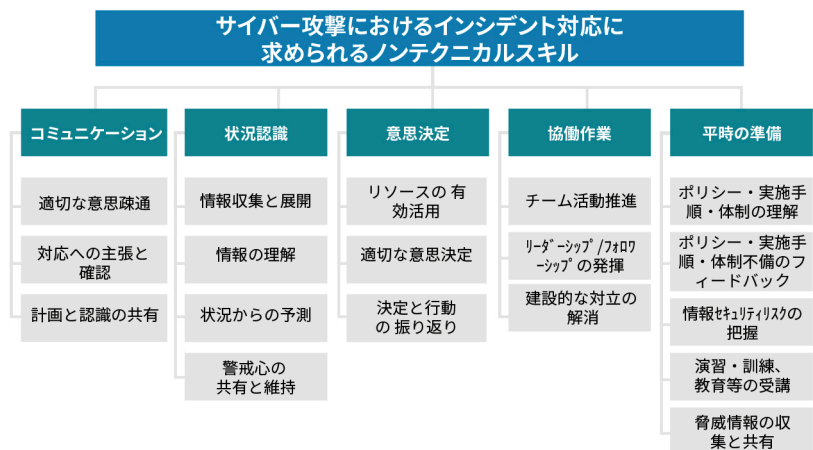 サイバー攻撃におけるインシデント対応に
求められるノンテクニカルスキル
コミュニケーション
適切な意思疎通
対応への主張と
確認
計画と認識の共有
状況認識
情報収集と展開
情報の理解
状況からの予測
警戒心の
共有と維持
意思決定
リソースの 有
効活用
適切な意思決定
決定と行動
の 振り返り
協働作業
チーム活動推進
ﾘｰﾀﾞｰｼｯﾌﾟ/ﾌｫﾛﾜ
ｰｼｯﾌﾟの発揮
建設的な対立の
解消
平時の準備
ポリシー・実施手
順・体制の理解
ポリシー・実施手
順・体制不備のフ
ィードバック
情報ｾｷｭﾘﾃｨﾘｽｸの
把握
演習・訓練、
教育等の受講
脅威情報の収
集と共有